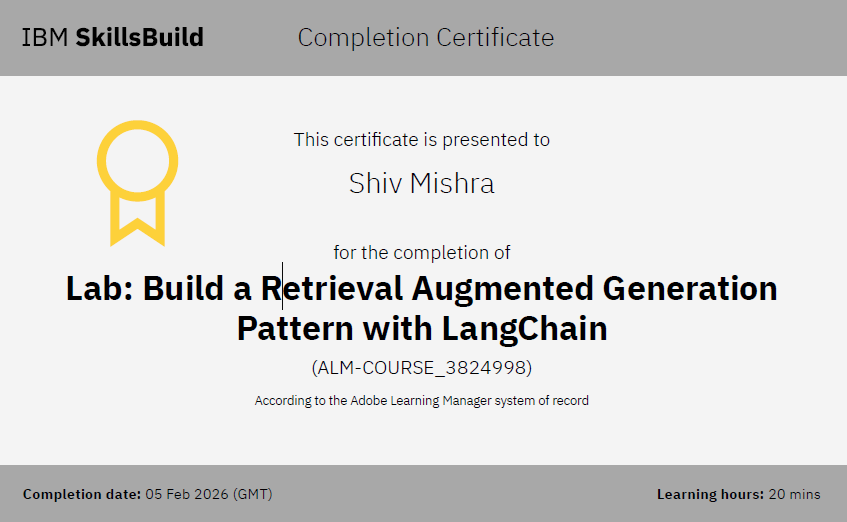 IBM SkillsBuild
Completion Certificate
This certificate is presented to
Shiv Mishra
for the completion of
Lab: Build a Retrieval Augmented Generation
Pattern with LangChain
(ALM-COURSE_3824998)
According to the Adobe Learning Manager system of record
Completion date: 05 Feb 2026 (GMT)
Learning hours: 20 mins